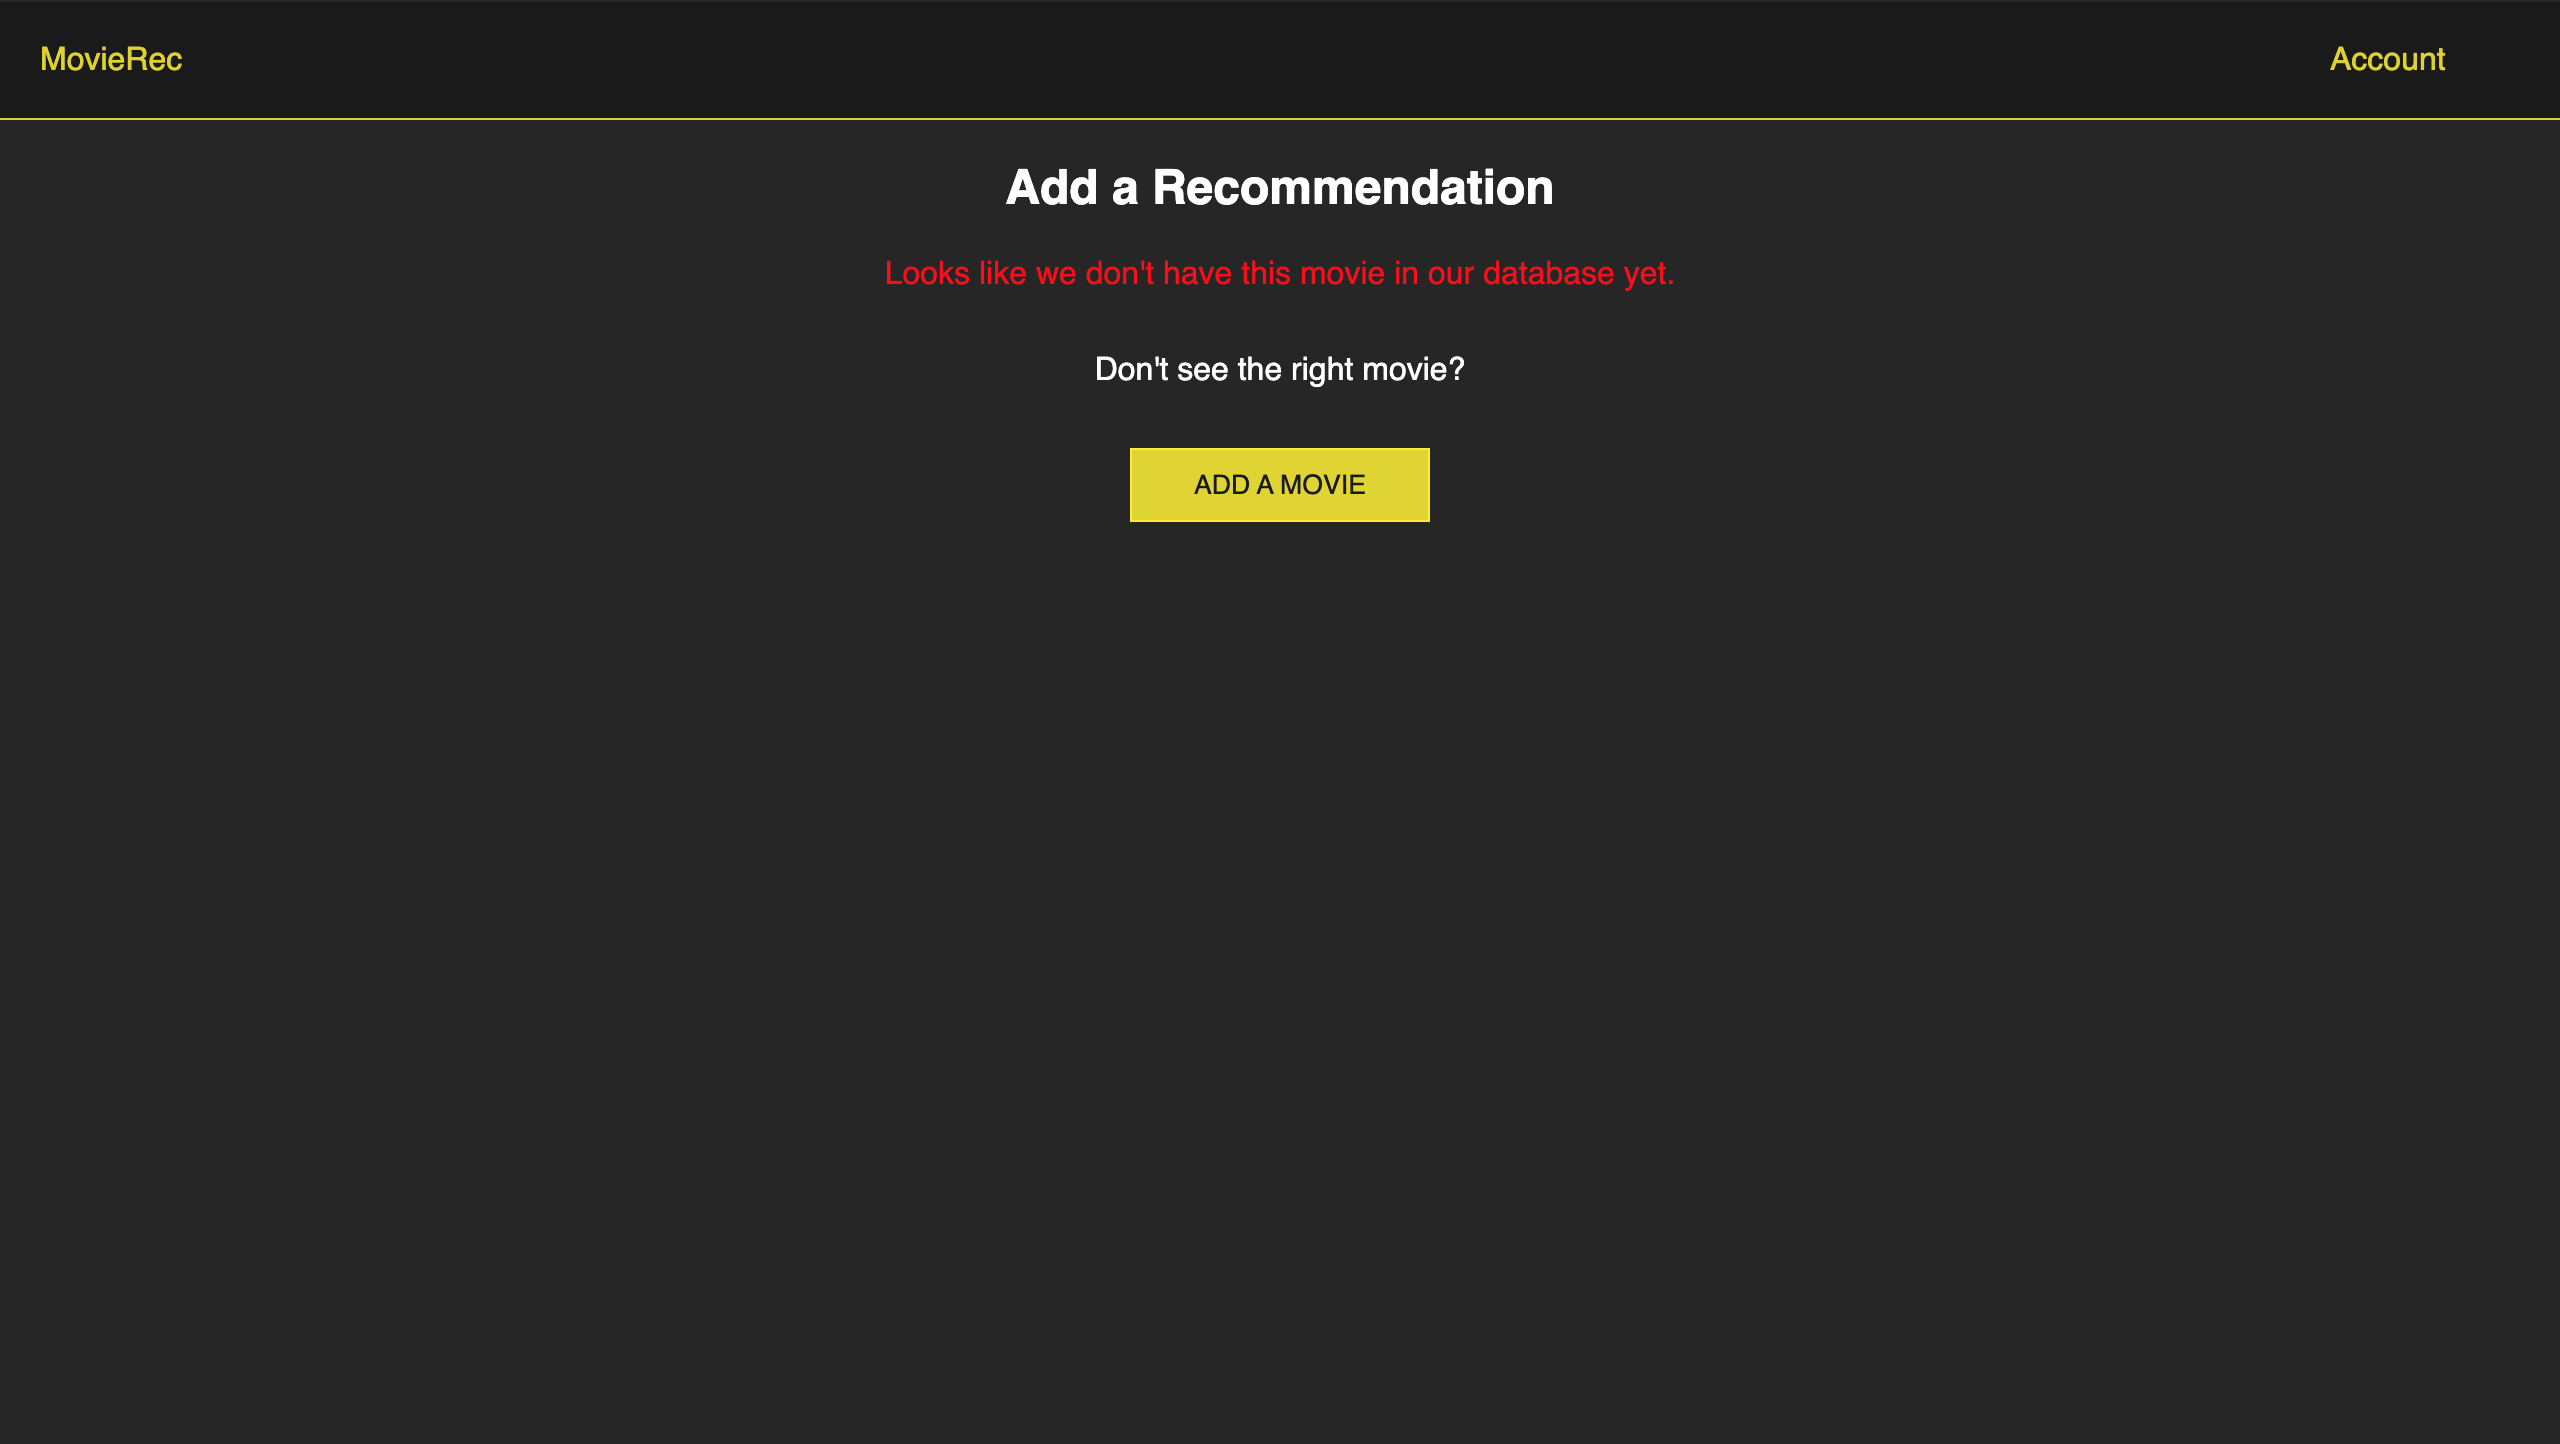 MovieRec
Account
Add a Recommendation
Looks like we don't have this movie in our database yet.
Don't see the right movie?
ADD A MOVIE